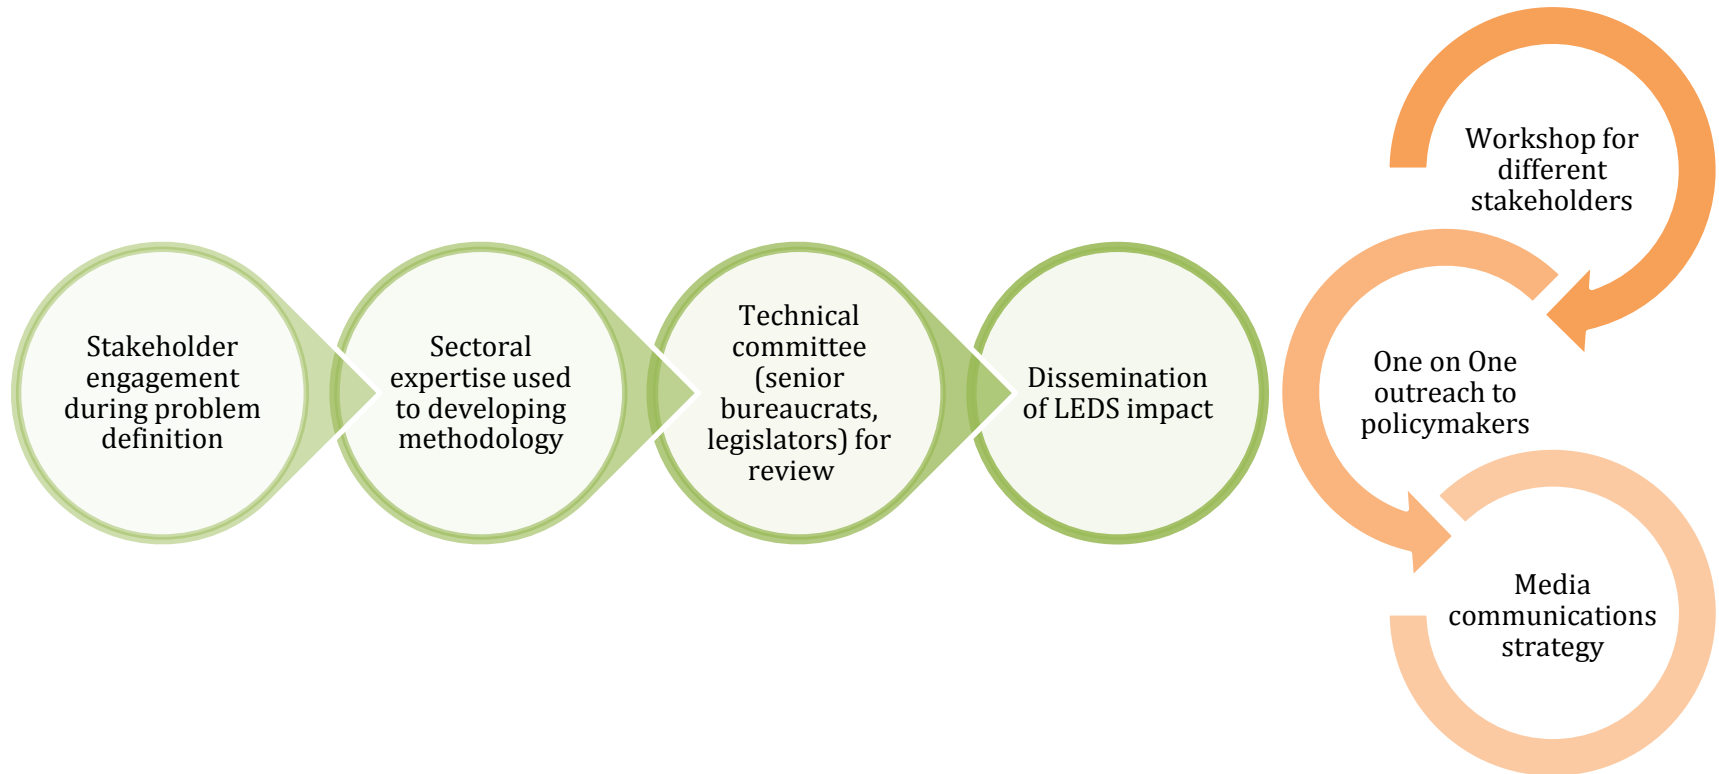 Stakeholder
engagement
during problem
definition
Sectoral
expertise used
to developing
methodology
Technical
committee
(senior
bureaucrats,
legislators) for
review
Dissemination
of LEDS impact
Workshop for
different
stakeholders
One on One
outreach to
policymakers
Media
communications
strategy